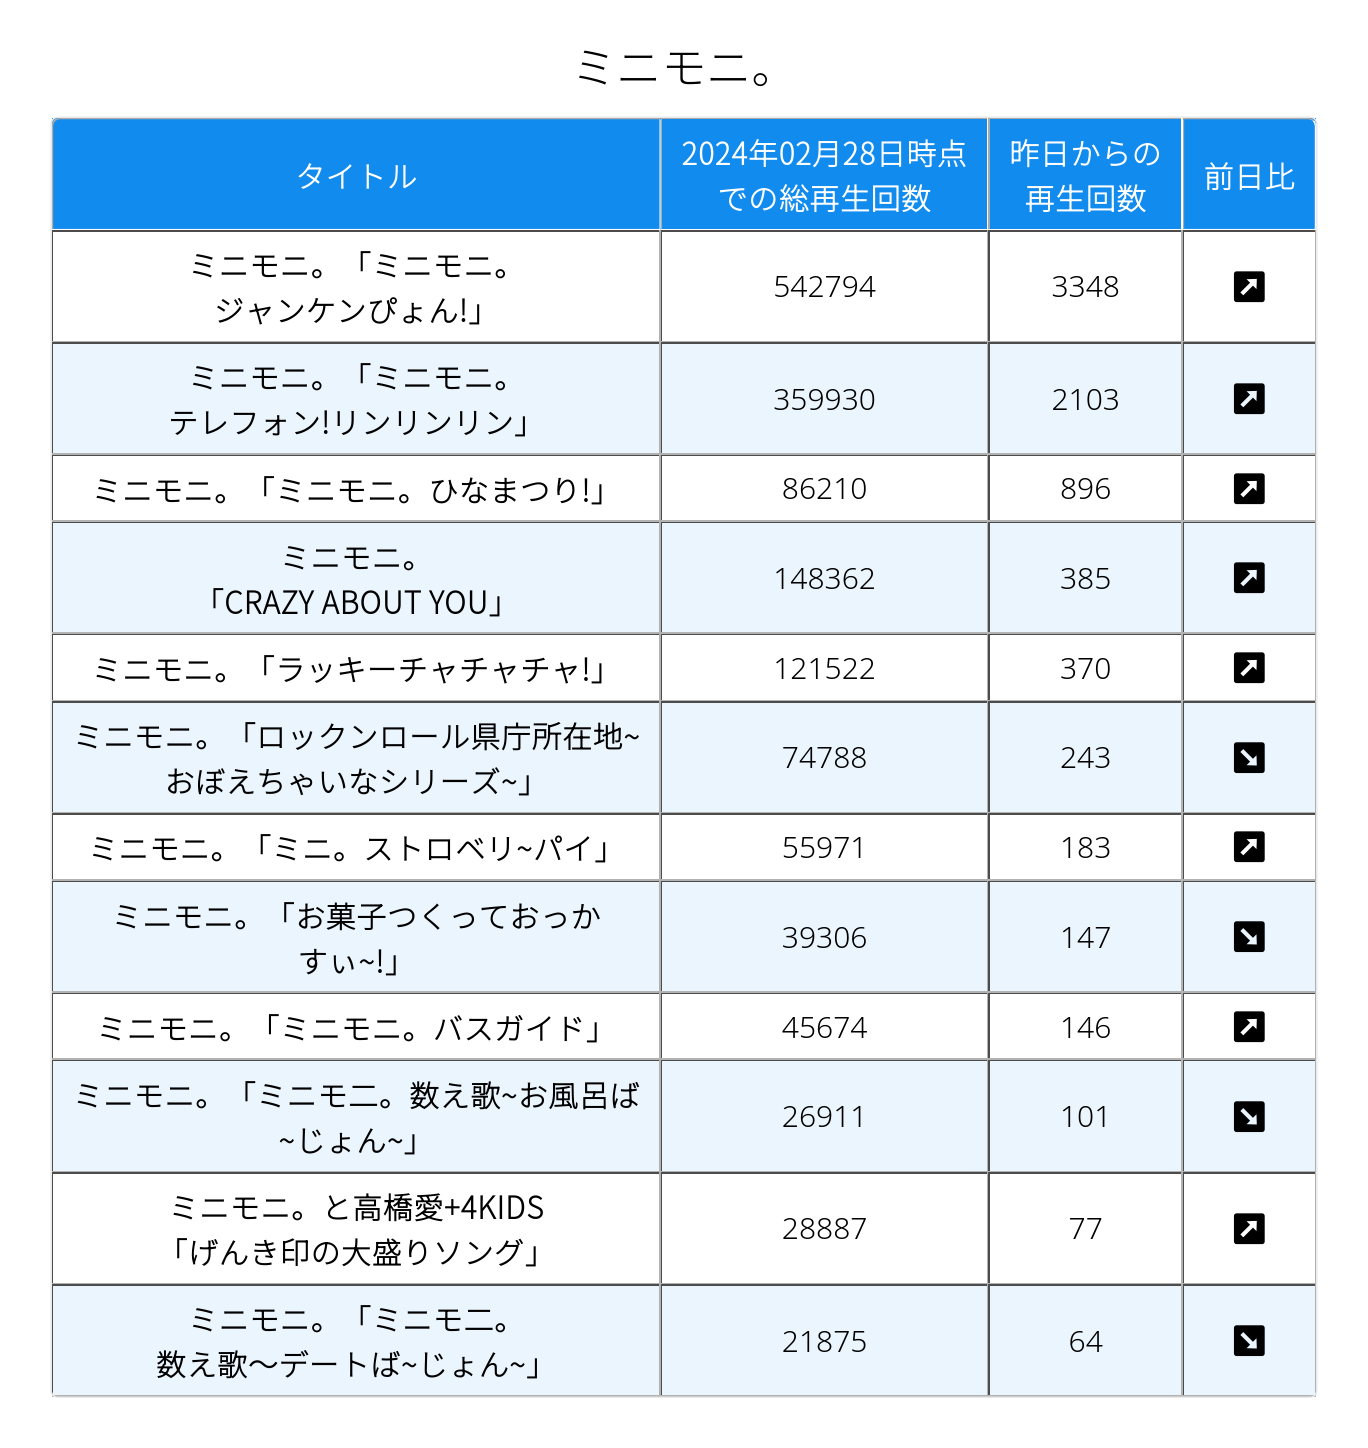 ミニモニ。
タイトル
2024年02月28日時点
での総再生回数
昨日からの
再生回数
前日比
ミニモニ。「ミニモニ。
ジャンケンぴょん!」
542794
3348
ミニモニ。「ミニモニ。
テレフォン!リンリンリン」
359930
2103
ミニモニ。「ミニモニ。ひなまつり!」
86210
896
ミニモニ。
「CRAZY ABOUT YOU」
148362
385
ミニモニ。「ラッキーチャチャチャ!」
121522
370
ミニモニ。「ロックンロール県庁所在地~
おぼえちゃいなシリーズ~」
74788
243
ミニモニ。「ミニ。ストロベリ~パイ」
55971
183
ミニモニ。「お菓子つくっておっか
すぃ~!」
39306
147
ミニモニ。「ミニモニ。バスガイド」
45674
146
ミニモニ。「ミニモ二。数え歌~お風呂ば
~じょん~」
26911
101
ミニモニ。と高橋愛+4KIDS
「げんき印の大盛りソング」
28887
77
ミニモニ。「ミニモ二。
数え歌〜デートば~じょん~」
21875
64